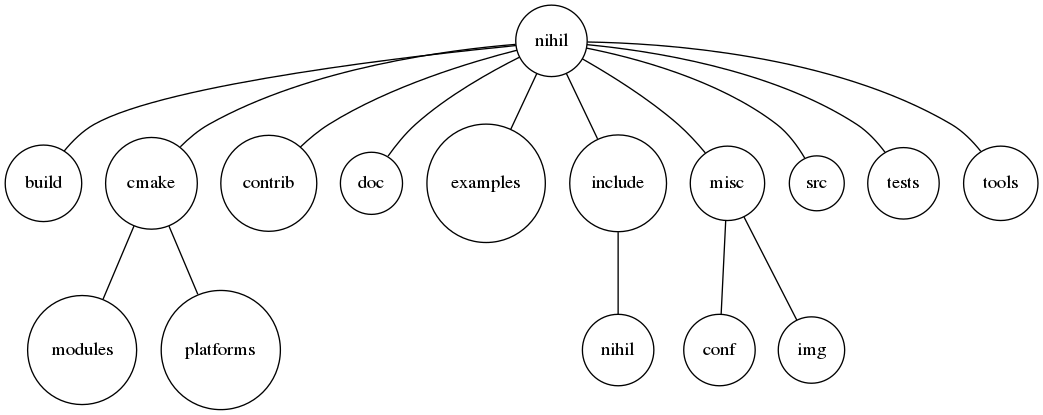 nihil
build
cmake
contrib
doc
examples
include
misc
src
tests
tools
modules
platforms
nihil
conf
img